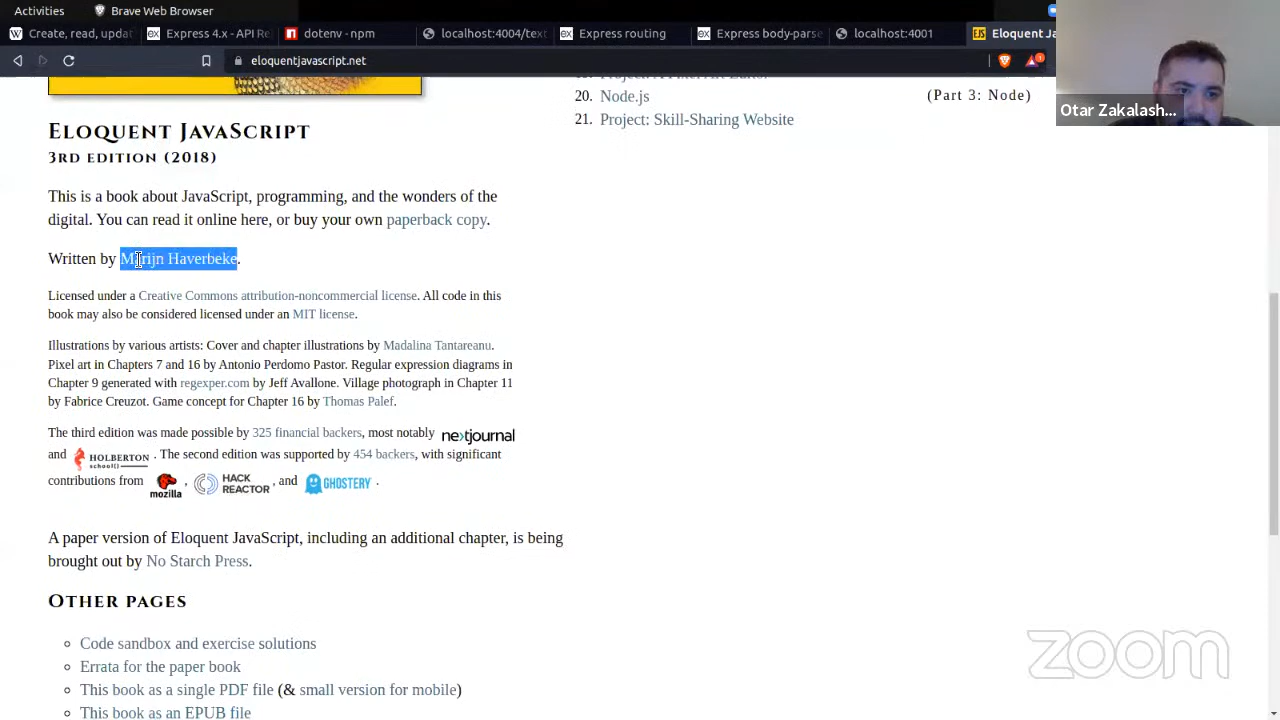 Activities
Brave Web Browser
Create, read, updat
Express 4.x - API Re
dotenv - npm
localhost:4004/text
Express routing
Express body-parse
localhost:4001
Eloquent Ja
eloquentjavascript.net
Otar Zakalash...
20. Node.js
(Part 3: Node)
21. Project: Skill-Sharing Website
Eloquent JavaScript
3rd edition (2018)
This is a book about JavaScript, programming, and the wonders of the
digital. You can read it online here, or buy your own paperback copy.
Written by Marijn Haverbeke.
Licensed under a Creative Commons attribution-noncommercial license. All code in this
book may also be considered licensed under an MIT license.
Illustrations by various artists: Cover and chapter illustrations by Madalina Tantareanu.
Pixel art in Chapters 7 and 16 by Antonio Perdomo Pastor. Regular expression diagrams in
Chapter 9 generated with regexper.com by Jeff Avallone. Village photograph in Chapter 11
by Fabrice Creuzot. Game concept for Chapter 16 by Thomas Palef.
The third edition was made possible by 325 financial backers, most notably nextjournal
and HOLBERTON school() . The second edition was supported by 454 backers, with significant
contributions from mozilla , HACK REACTOR , and GHOSTERY .
A paper version of Eloquent JavaScript, including an additional chapter, is being
brought out by No Starch Press.
Other pages
Code sandbox and exercise solutions
Errata for the paper book
This book as a single PDF file (& small version for mobile)
This book as an EPUB file
zoom